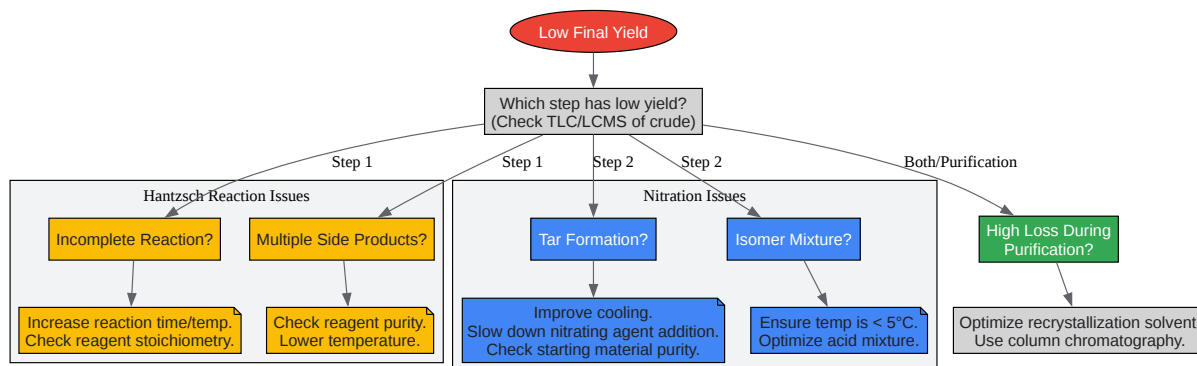 Low Final Yield
Which step has low yield?
(Check TLC/LCMS of crude)
Step 1
Step 1
Step 2
Step 2
Both/Purification
Hantzsch Reaction Issues
Nitration Issues
Incomplete Reaction?
Multiple Side Products?
Tar Formation?
Isomer Mixture?
High Loss During
Purification?
Increase reaction time/temp.
Check reagent stoichiometry.
Check reagent purity.
Lower temperature.
Improve cooling.
Slow down nitrating agent addition.
Check starting material purity.
Ensure temp is < 5°C.
Optimize acid mixture.
Optimize recrystallization solvent.
Use column chromatography.